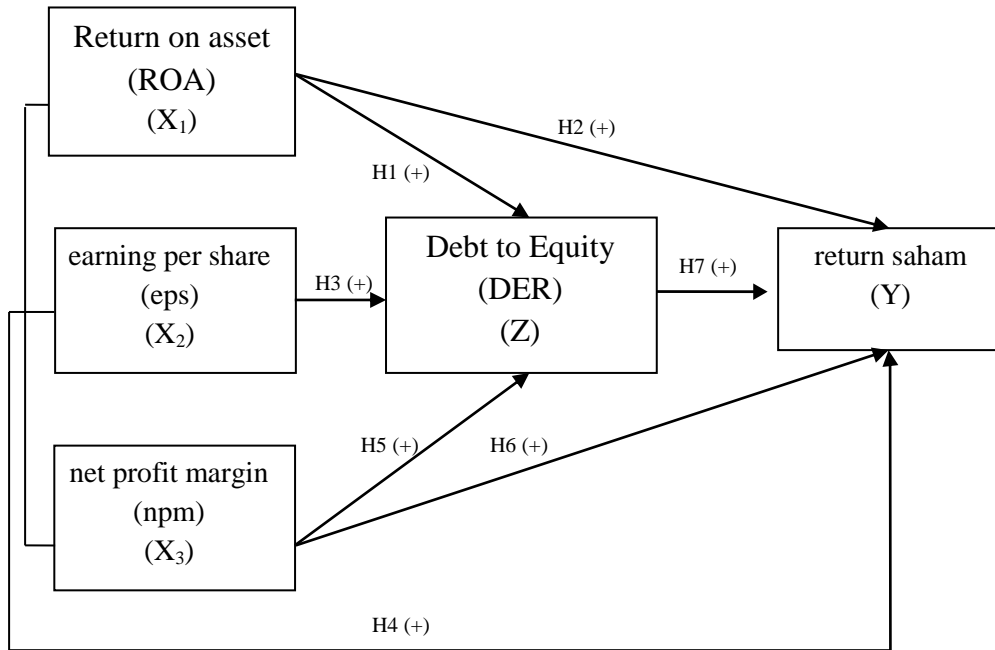 Return on asset
(ROA)
(X₁)
H2 (+)
H1 (+)
earning per share
(eps)
(X₂)
H3 (+)
Debt to Equity
(DER)
(Z)
H7 (+)
return saham
(Y)
net profit margin
(npm)
(X₃)
H5 (+)
H6 (+)
H4 (+)